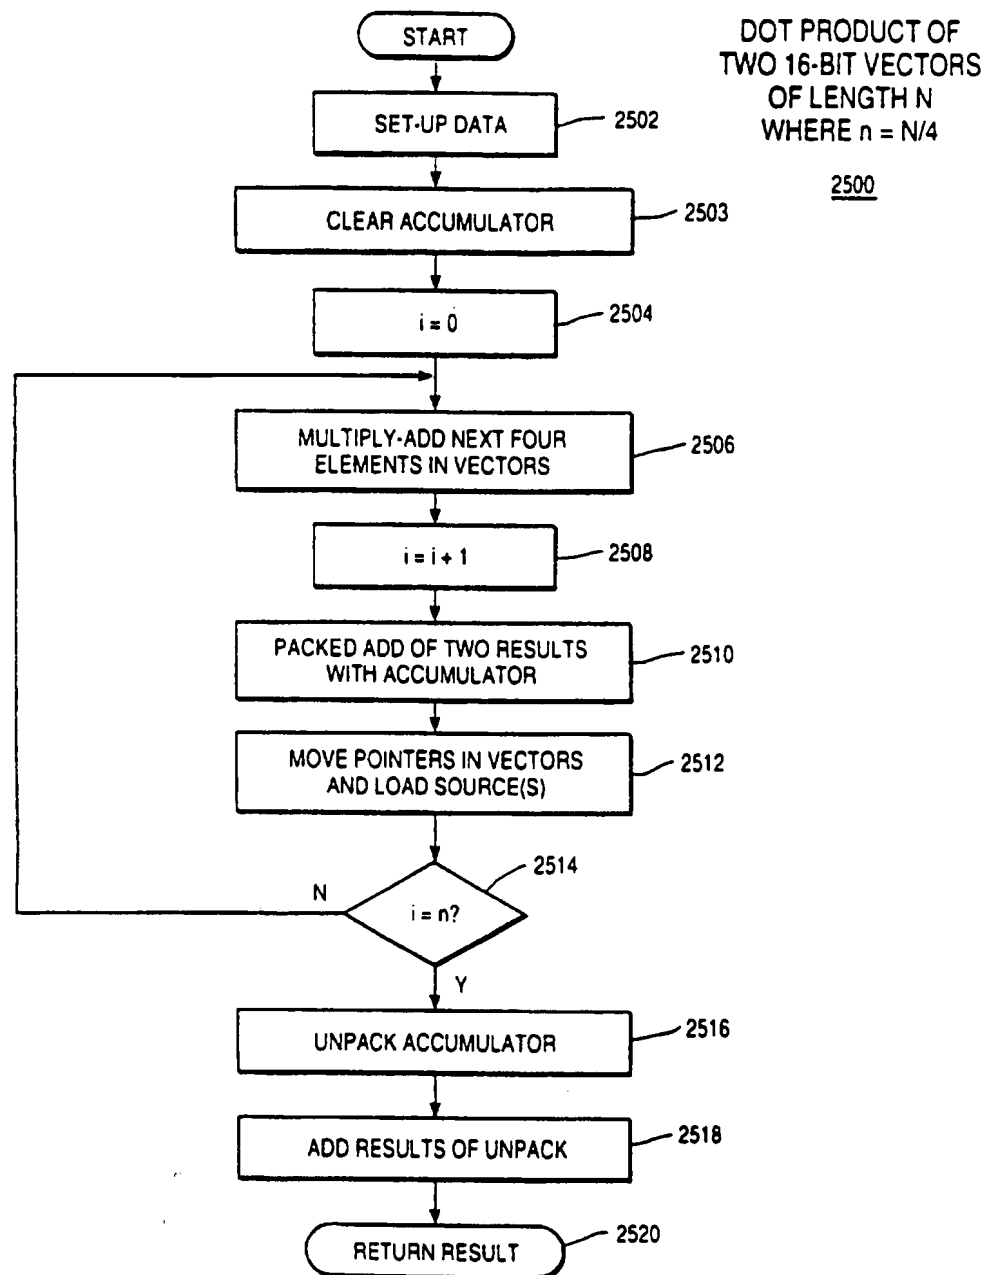 START
DOT PRODUCT OF
TWO 16-BIT VECTORS
OF LENGTH N
WHERE n = N/4
2500
SET-UP DATA
2502
CLEAR ACCUMULATOR
2503
i = 0
2504
MULTIPLY-ADD NEXT FOUR
ELEMENTS IN VECTORS
2506
i = i + 1
2508
PACKED ADD OF TWO RESULTS
WITH ACCUMULATOR
2510
MOVE POINTERS IN VECTORS
AND LOAD SOURCE(S)
2512
2514
N
i = n?
Y
UNPACK ACCUMULATOR
2516
ADD RESULTS OF UNPACK
2518
RETURN RESULT
2520